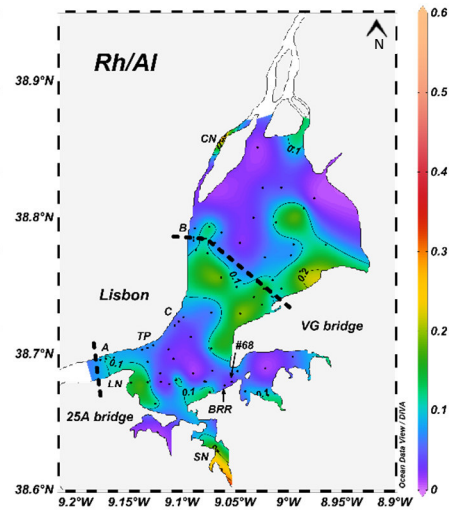 Rh/Al
N
38.9°N
38.8°N
38.7°N
38.6°N
0.6
0.5
0.4
0.3
0.2
0.1
0
CN
0.1
B
0.1
0.2
Lisbon
C
VG bridge
TP
A
#68
0.1
LN
0.1
0.1
25A bridge
BRR
SN
Ocean Data View / DIVA
9.2°W
9.15°W
9.1°W
9.05°W
9°W
8.95°W
8.9°W